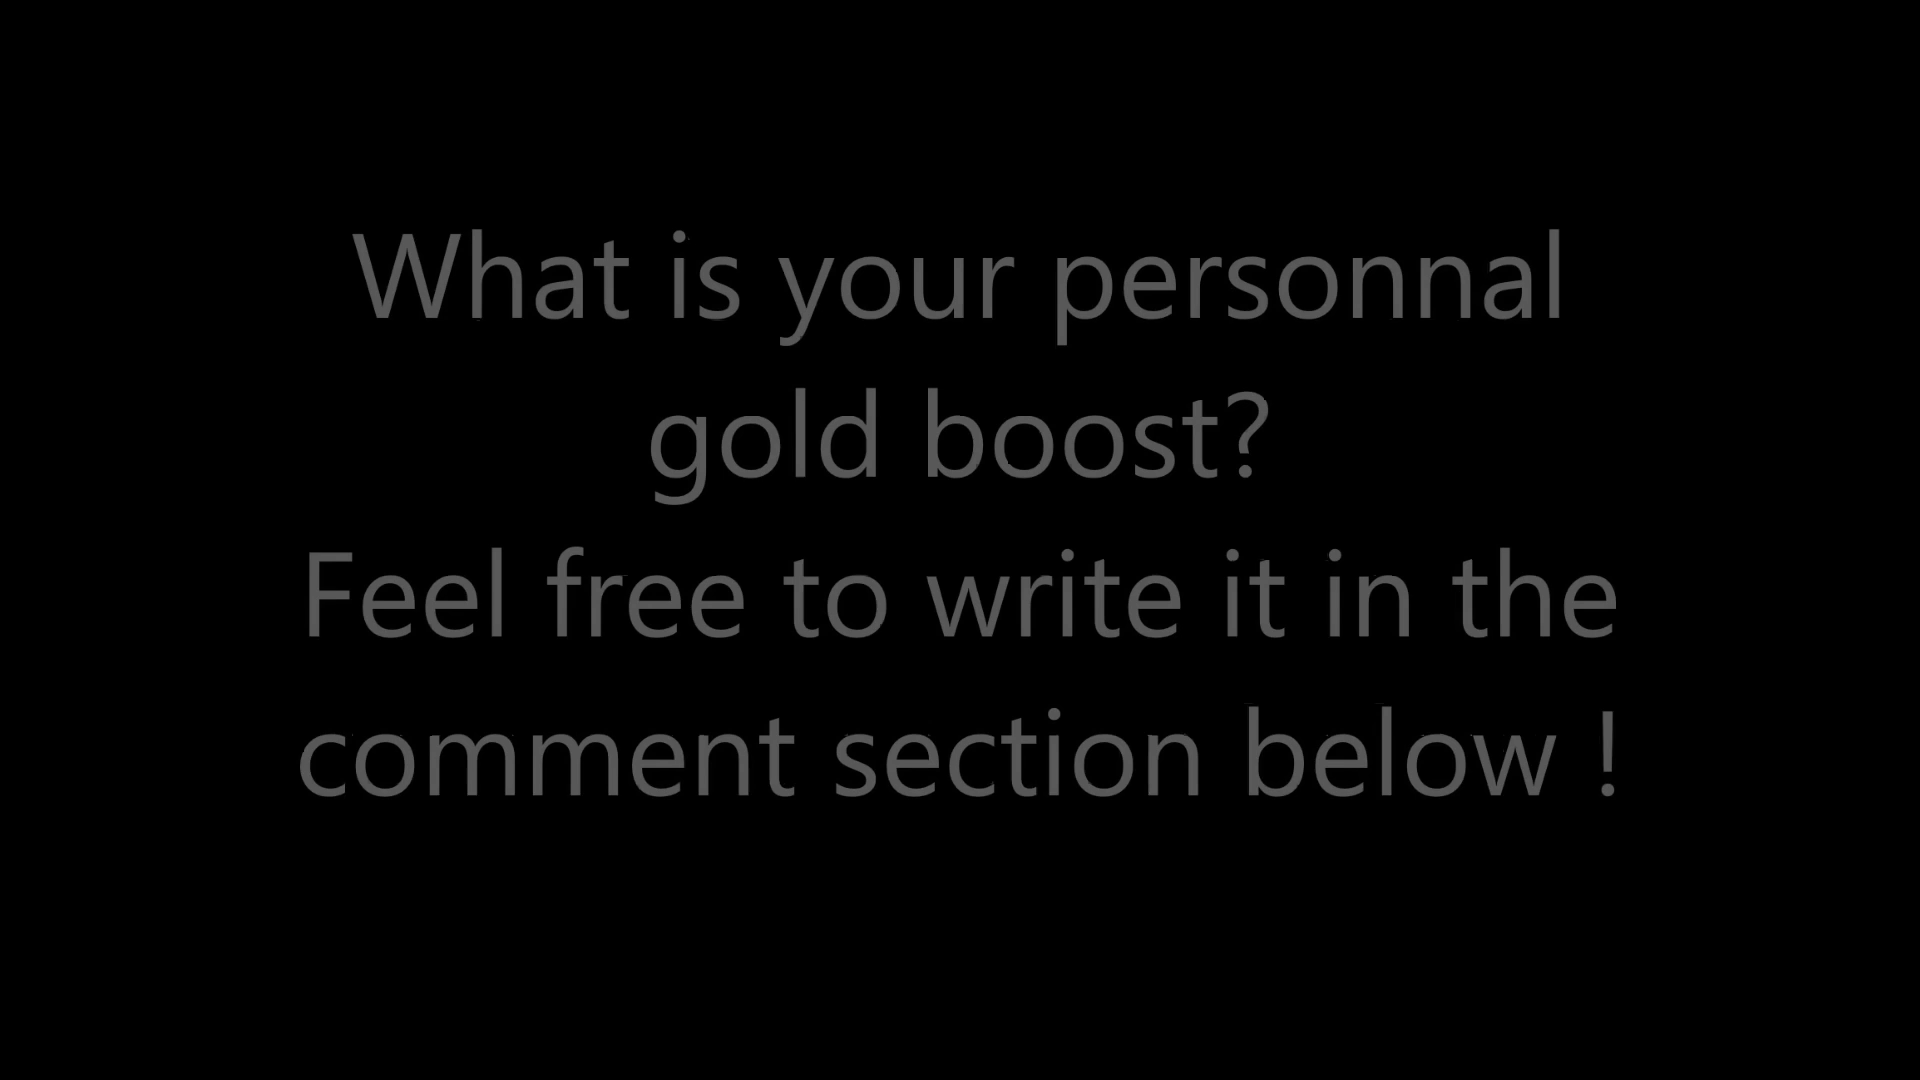 What is your personnal
gold boost?
Feel free to write it in the
comment section below !